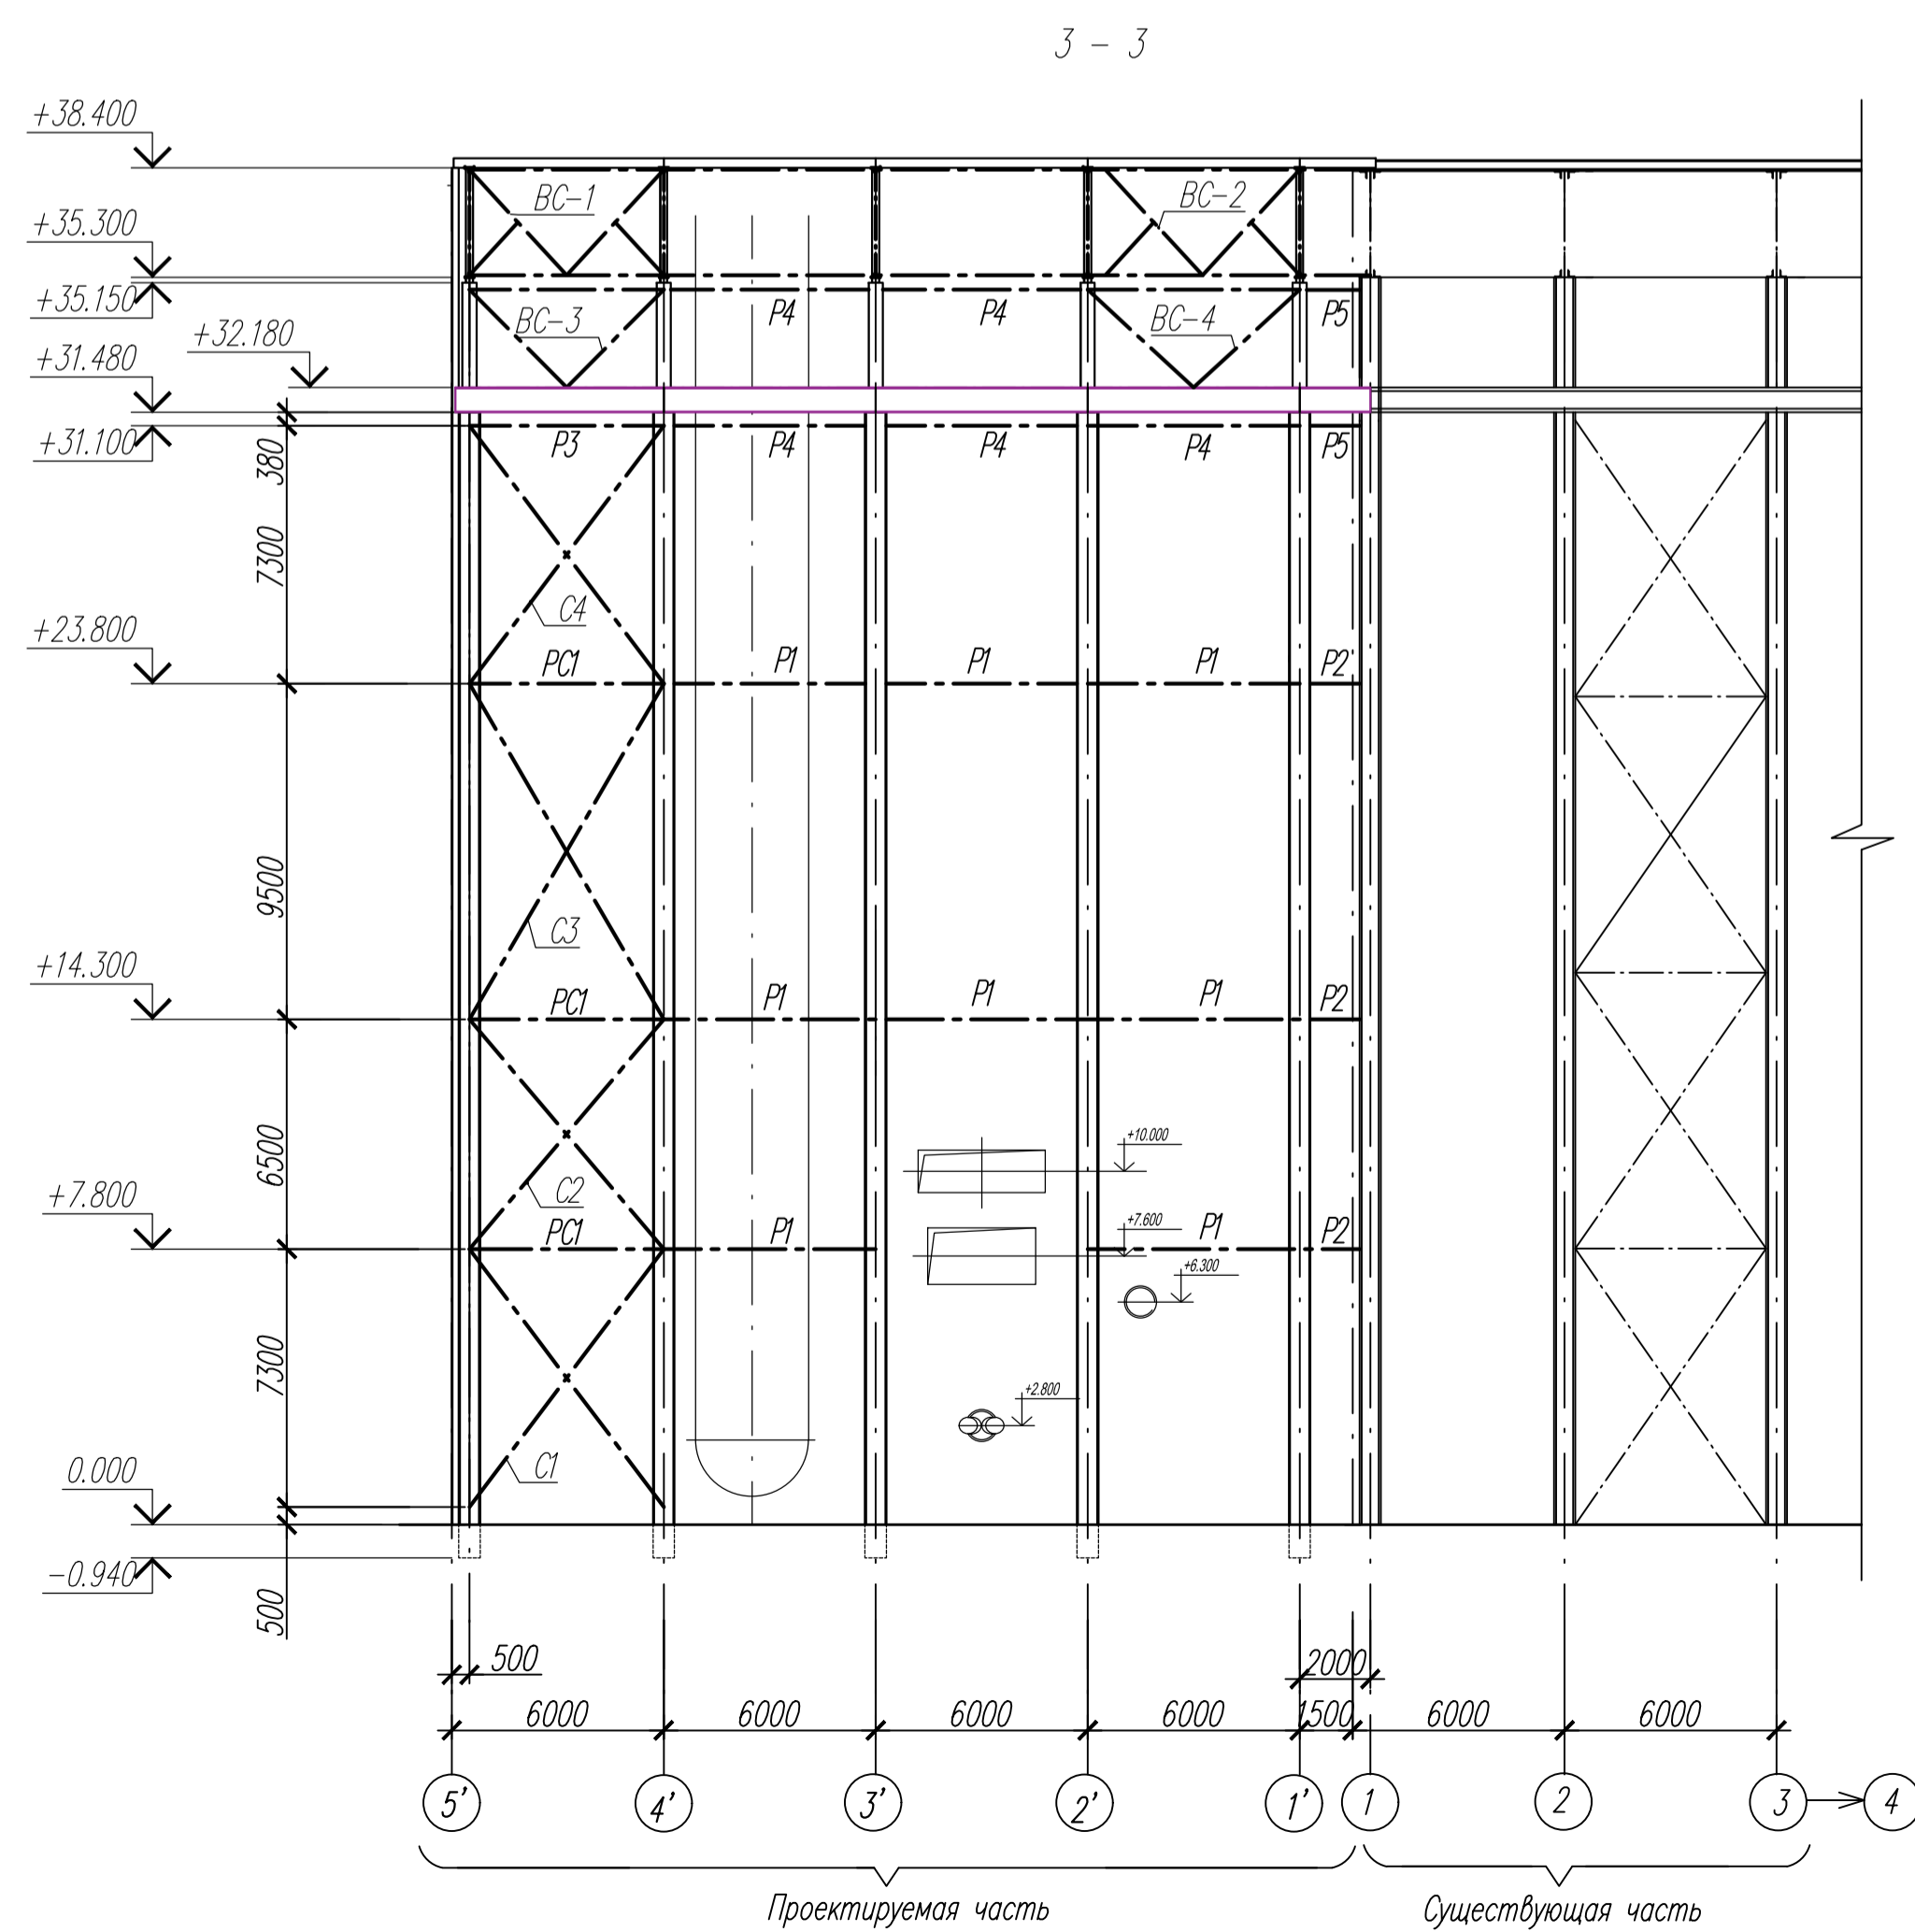 3 - 3
+38.400
ВС-1
ВС-2
+35.300
+35.150
Р4
Р4
Р5
ВС-3
ВС-4
+32.180
+31.480
+31.100
Р3
Р4
Р4
Р4
Р5
380
7300
С4
+23.800
РС1
Р1
Р1
Р1
Р2
9500
С3
+14.300
РС1
Р1
Р1
Р1
Р2
+10.000
6500
С2
+7.800
РС1
Р1
+7.600
Р1
Р2
+6.300
7300
+2.800
С1
0.000
-0.940
500
500
2000
6000
6000
6000
6000
1500
6000
6000
5'
4'
3'
2'
1'
1
2
3
4
Проектируемая часть
Существующая часть